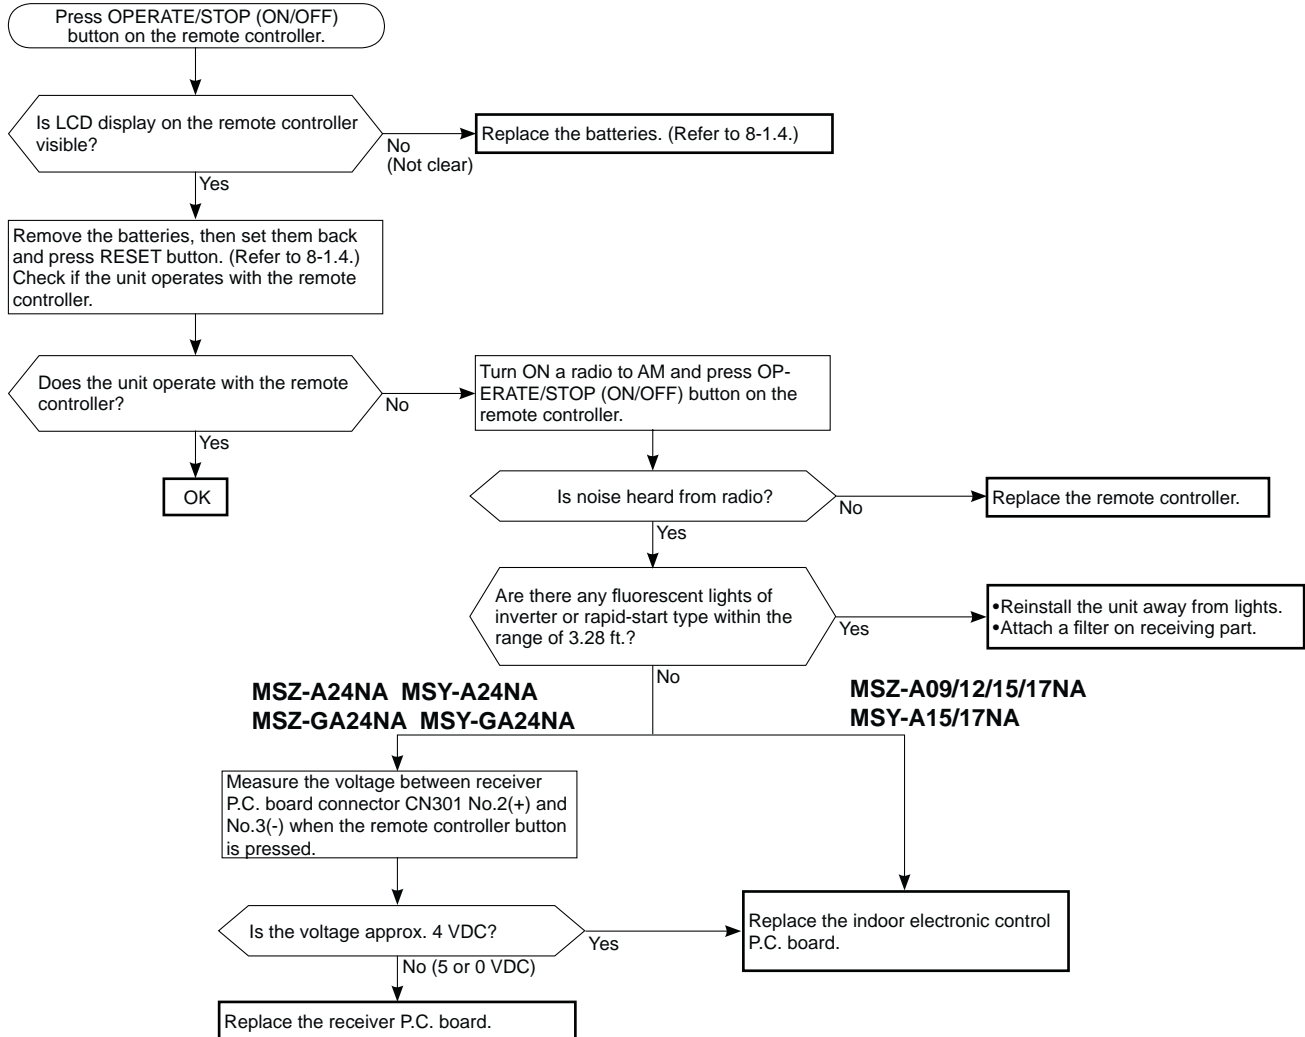 Press OPERATE/STOP (ON/OFF)
button on the remote controller.
Is LCD display on the remote controller
visible?
No
(Not clear)
Replace the batteries. (Refer to 8-1.4.)
Yes
Remove the batteries, then set them back
and press RESET button. (Refer to 8-1.4.)
Check if the unit operates with the remote
controller.
Does the unit operate with the remote
controller?
No
Turn ON a radio to AM and press OP-
ERATE/STOP (ON/OFF) button on the
remote controller.
Yes
OK
Is noise heard from radio?
No
Replace the remote controller.
Yes
Are there any fluorescent lights of
inverter or rapid-start type within the
range of 3.28 ft.?
Yes
•Reinstall the unit away from lights.
•Attach a filter on receiving part.
No
MSZ-A24NA MSY-A24NA
MSZ-GA24NA MSY-GA24NA
MSZ-A09/12/15/17NA
MSY-A15/17NA
Measure the voltage between receiver
P.C. board connector CN301 No.2(+) and
No.3(-) when the remote controller button
is pressed.
Is the voltage approx. 4 VDC?
Yes
Replace the indoor electronic control
P.C. board.
No (5 or 0 VDC)
Replace the receiver P.C. board.